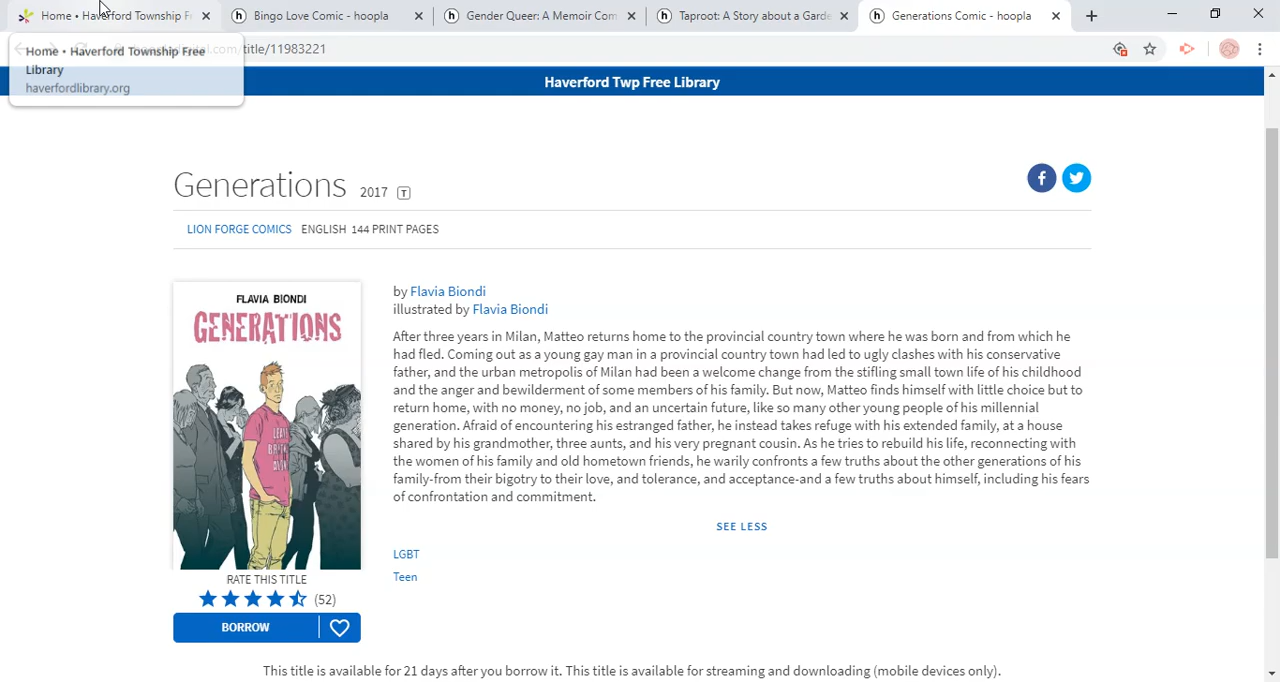 Home • Haverford Township F
Bingo Love Comic - hoopla
Gender Queer: A Memoir Com
Taproot: A Story about a Garde
Generations Comic - hoopla
.com/title/11983221
Home • Haverford Township Free
Library
haverfordlibrary.org
Haverford Twp Free Library
Generations 2017 T
LION FORGE COMICS ENGLISH 144 PRINT PAGES
FLAVIA BIONDI
GENERATIONS
by Flavia Biondi
illustrated by Flavia Biondi
After three years in Milan, Matteo returns home to the provincial country town where he was born and from which he
had fled. Coming out as a young gay man in a provincial country town had led to ugly clashes with his conservative
father, and the urban metropolis of Milan had been a welcome change from the stifling small town life of his childhood
and the anger and bewilderment of some members of his family. But now, Matteo finds himself with little choice but to
return home, with no money, no job, and an uncertain future, like so many other young people of his millennial
generation. Afraid of encountering his estranged father, he instead takes refuge with his extended family, at a house
shared by his grandmother, three aunts, and his very pregnant cousin. As he tries to rebuild his life, reconnecting with
the women of his family and old hometown friends, he warily confronts a few truths about the other generations of his
family-from their bigotry to their love, and tolerance, and acceptance-and a few truths about himself, including his fears
of confrontation and commitment.
SEE LESS
LGBT
Teen
RATE THIS TITLE
(52)
BORROW
This title is available for 21 days after you borrow it. This title is available for streaming and downloading (mobile devices only).